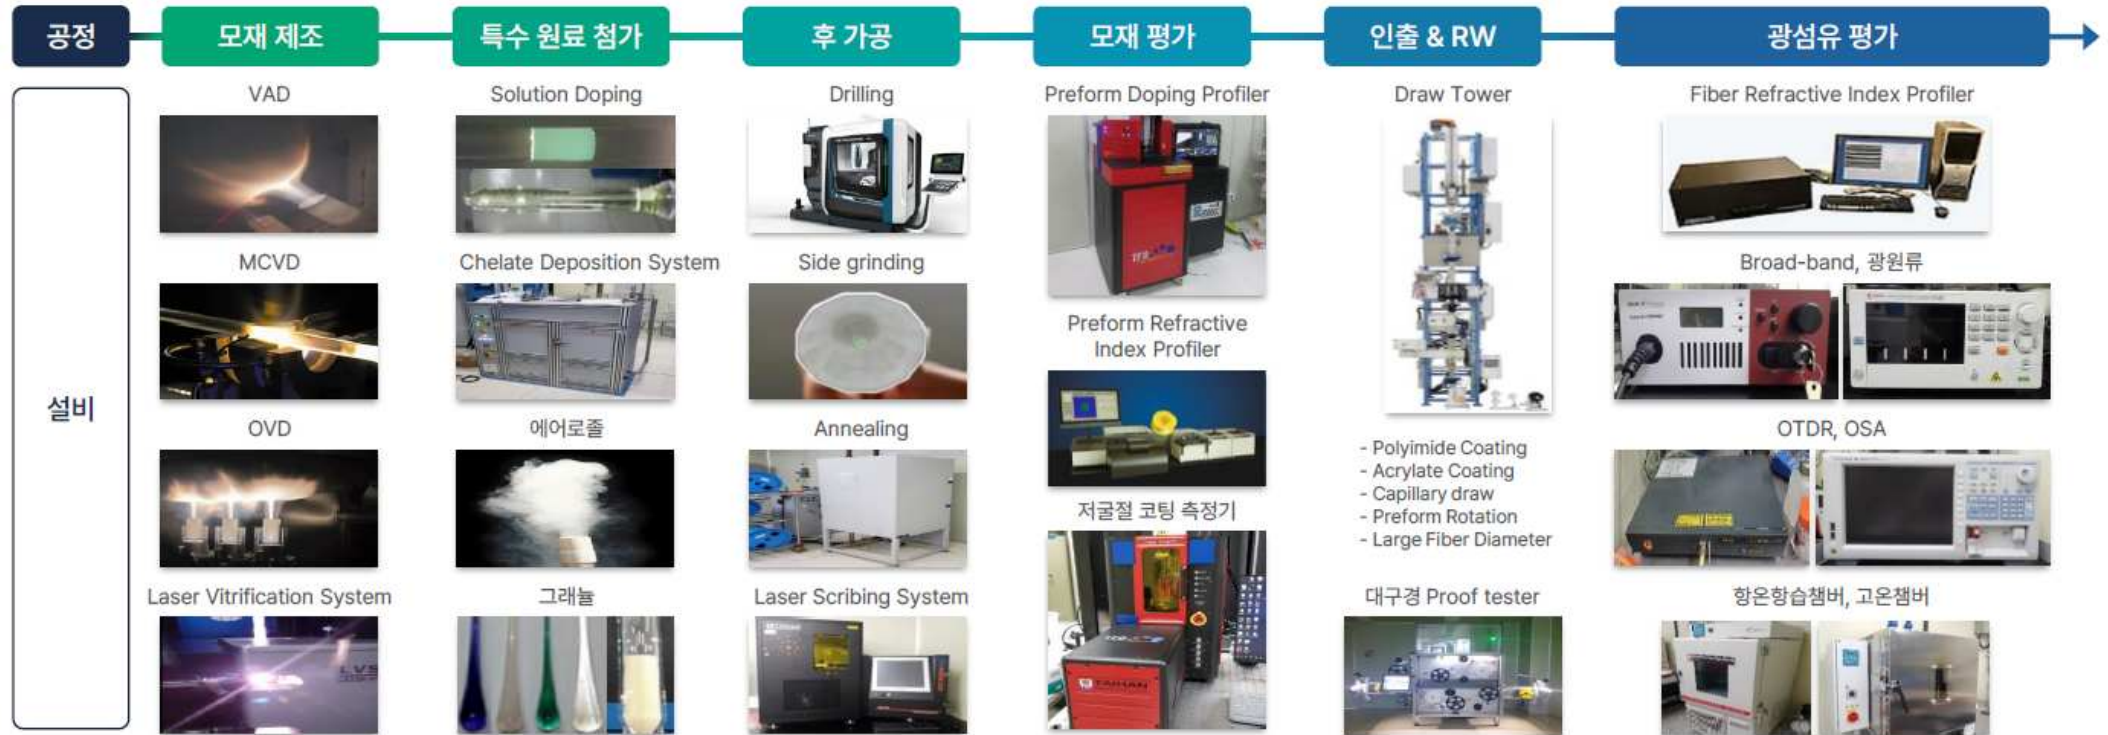 공정
모재 제조
특수 원료 첨가
후 가공
모재 평가
인출 & RW
광섬유 평가
설비
VAD
MCVD
OVD
Laser Vitrification System
LVS
Solution Doping
Chelate Deposition System
에어로졸
그래뉼
Drilling
Side grinding
Annealing
Laser Scribing System
Preform Doping Profiler
Preform Refractive
Index Profiler
저굴절 코팅 측정기
TAIHAN
Draw Tower
- Polyimide Coating
- Acrylate Coating
- Capillary draw
- Preform Rotation
- Large Fiber Diameter
대구경 Proof tester
Fiber Refractive Index Profiler
Broad-band, 광원류
OTDR, OSA
항온항습챔버, 고온챔버